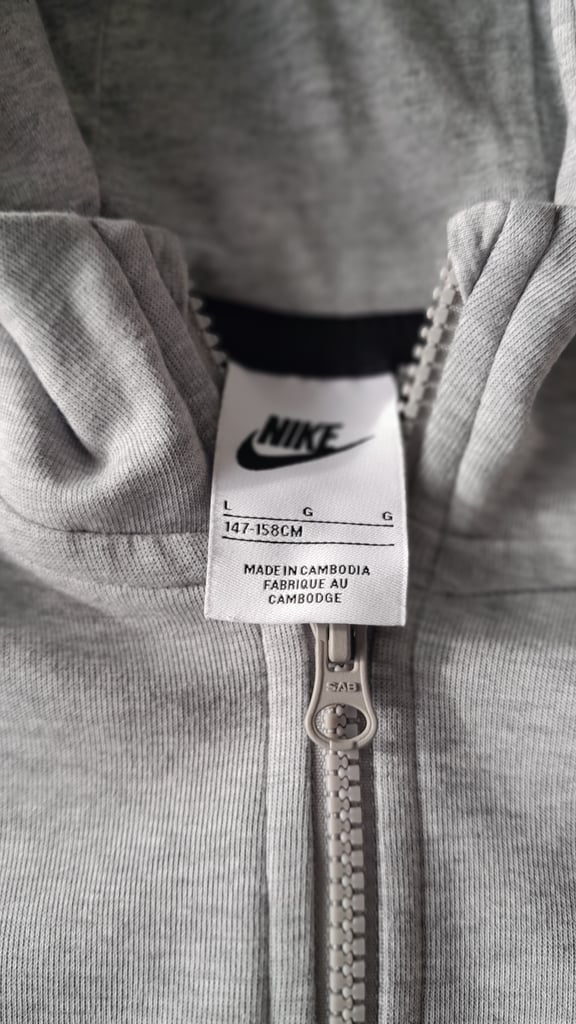 NIKE
L G G
147-158CM
MADE IN CAMBODIA
FABRIQUE AU
CAMBODGE
SAB